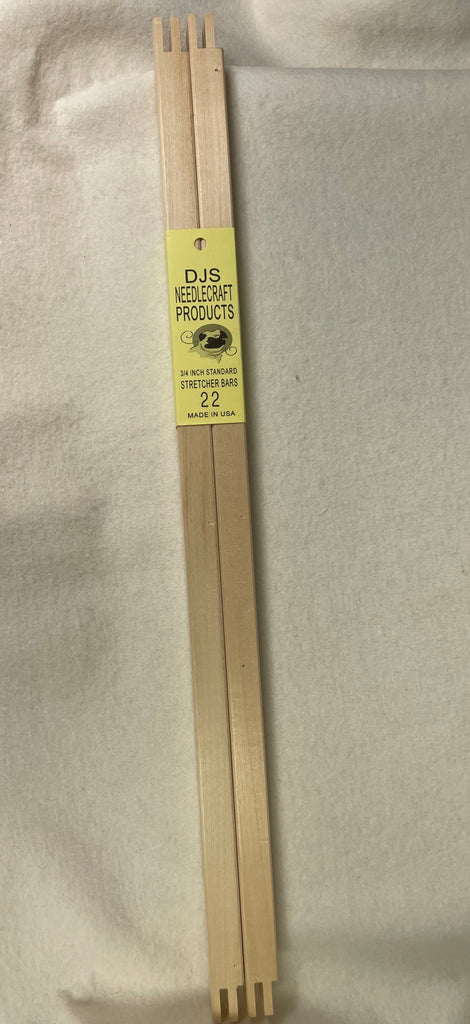 DJS
NEEDLECRAFT
PRODUCTS
3/4 INCH STANDARD
STRETCHER BARS
22
MADE IN USA